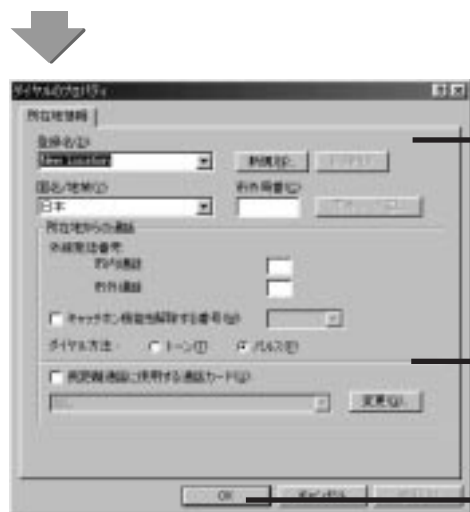 ダイヤルのプロパティ
所在地情報
登録名(I)
New Location
新規(N)...
国名/地域(C)
市外局番(C)
日本
所在地からの通話
外線発信番号
市内通話
市外通話
キャッチホン機能を解除する番号(W)
ダイヤル方法: トーン(T) パルス(P)
長距離通話に使用する通話カード(U)
変更(G)...
OK
キャンセル